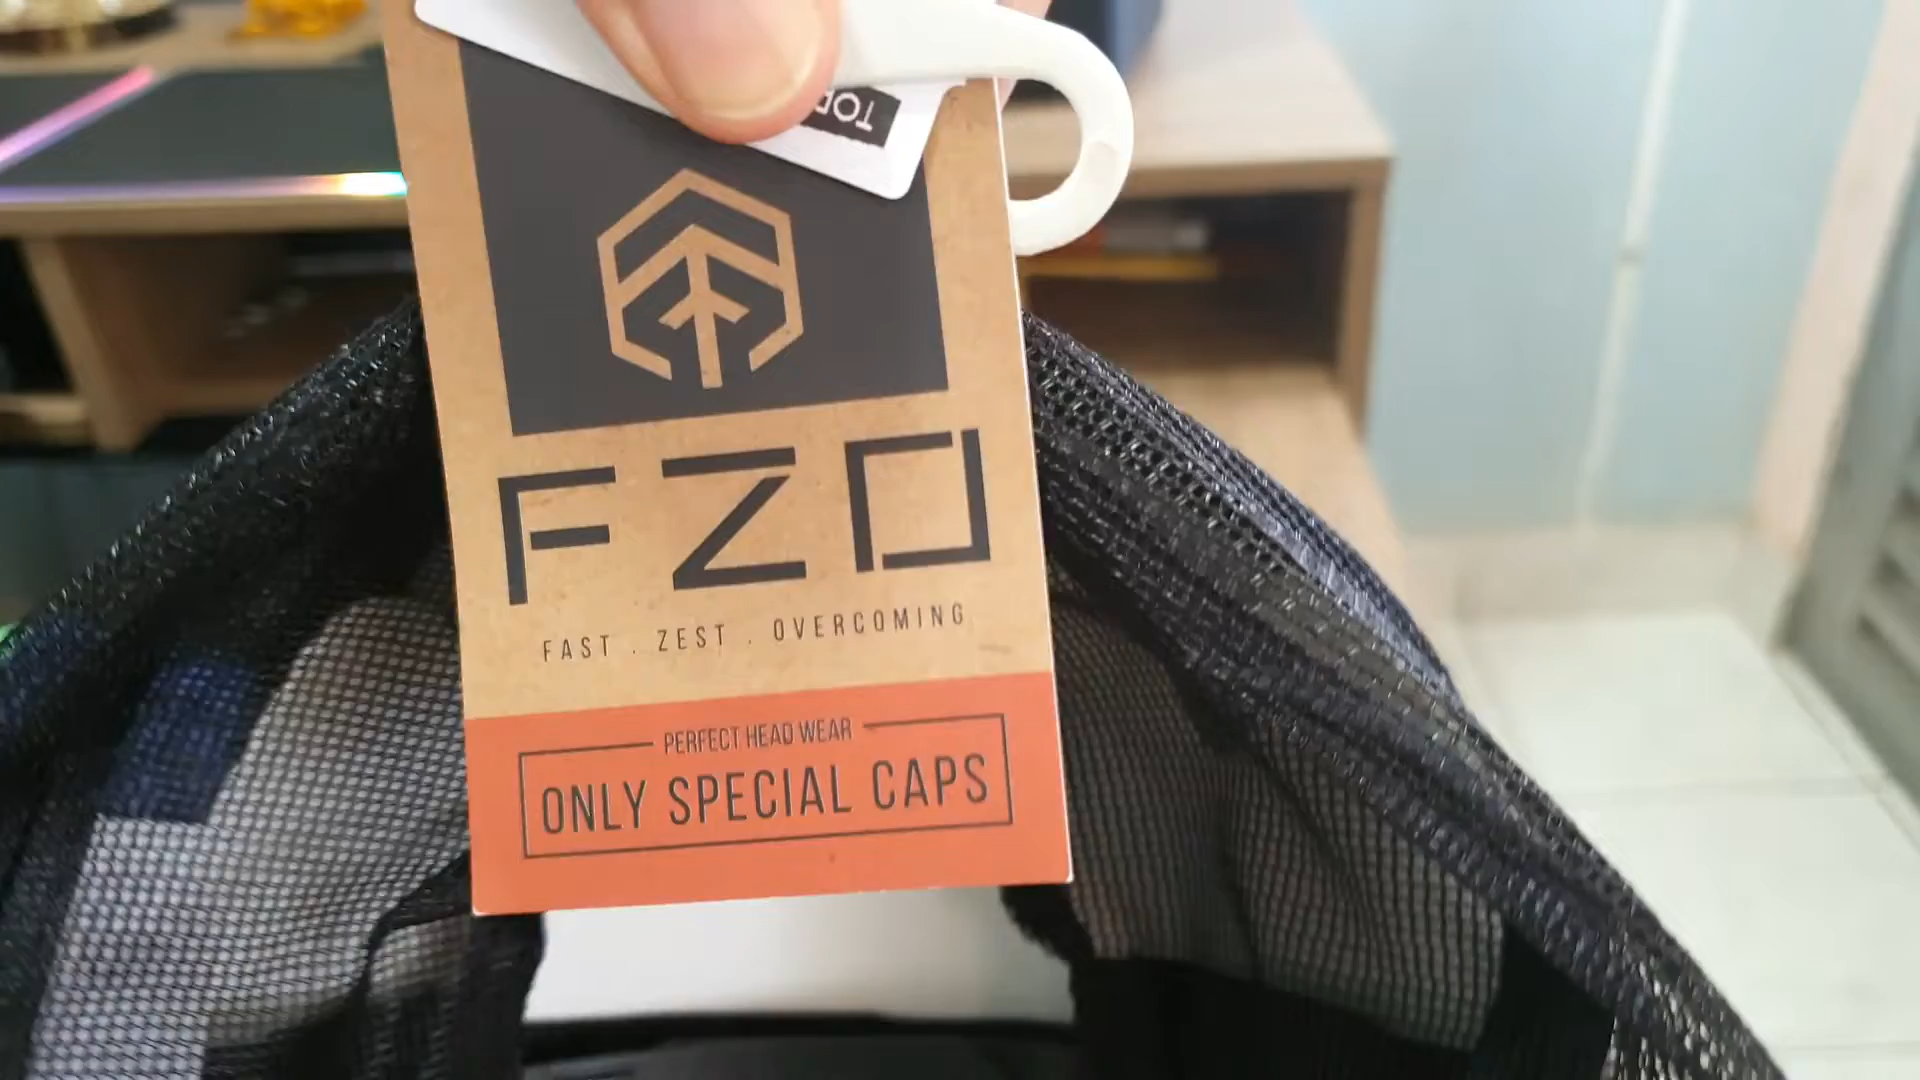 FZO
FAST . ZEST . OVERCOMING
PERFECT HEAD WEAR
ONLY SPECIAL CAPS